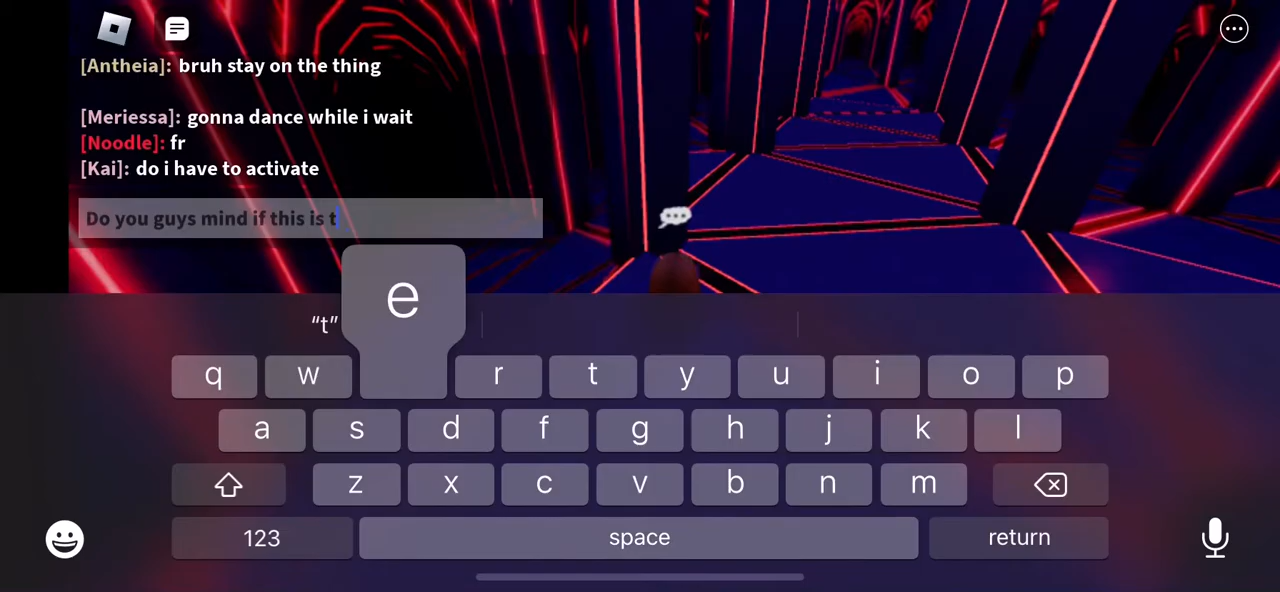 [Antheia]: bruh stay on the thing
[Meriessa]: gonna dance while i wait
[Noodle]: fr
[Kai]: do i have to activate
Do you guys mind if this is t
e
“t”
q w r t y u i o p
a s d f g h j k l
z x c v b n m
123 space return